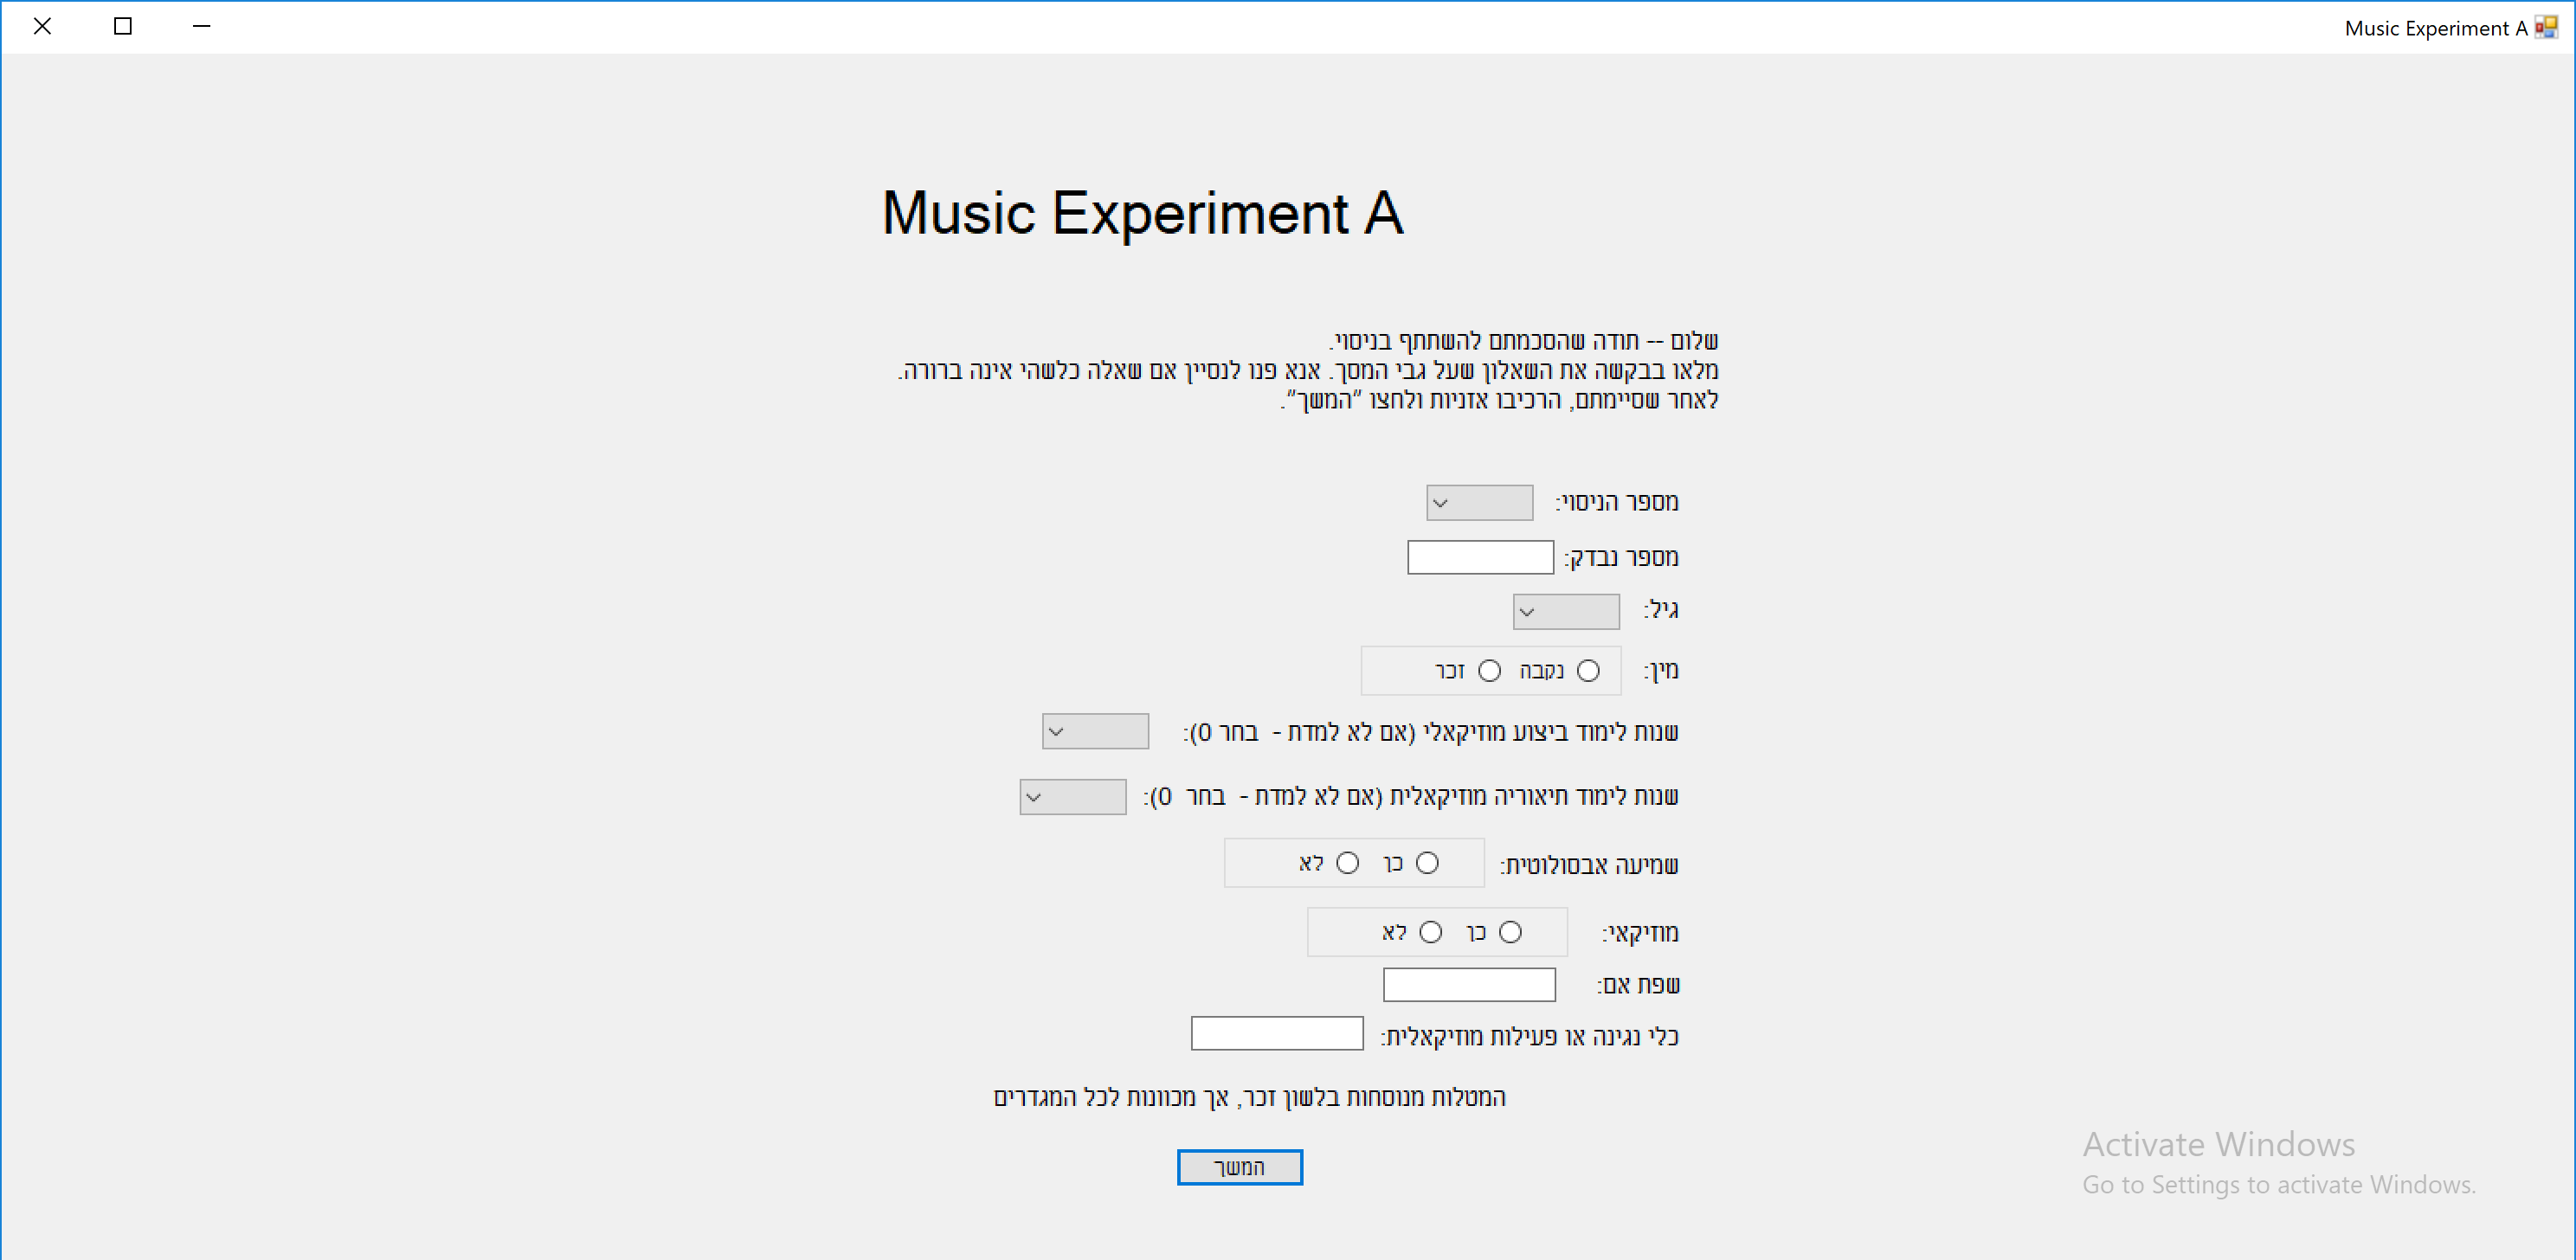 Music Experiment A
Music Experiment A
שלום -- תודה שהסכמתם להשתתף בניסוי.
מלאו בבקשה את השאלון שעל גבי המסך. אנא פנו לנסיין אם שאלה כלשהי אינה ברורה.
לאחר שסיימתם, הרכיבו אזניות ולחצו "המשך".
מספר הניסוי:
מספר נבדק:
גיל:
מין: נקבה זכר
שנות לימוד ביצוע מוזיקאלי (אם לא למדת - בחר 0):
שנות לימוד תיאוריה מוזיקאלית (אם לא למדת - בחר 0):
שמיעה אבסולוטית: כן לא
מוזיקאי: כן לא
שפת אם:
כלי נגינה או פעילות מוזיקאלית:
המטלות מנוסחות בלשון זכר, אך מכוונות לכל המגדרים
המשך
Activate Windows
Go to Settings to activate Windows.